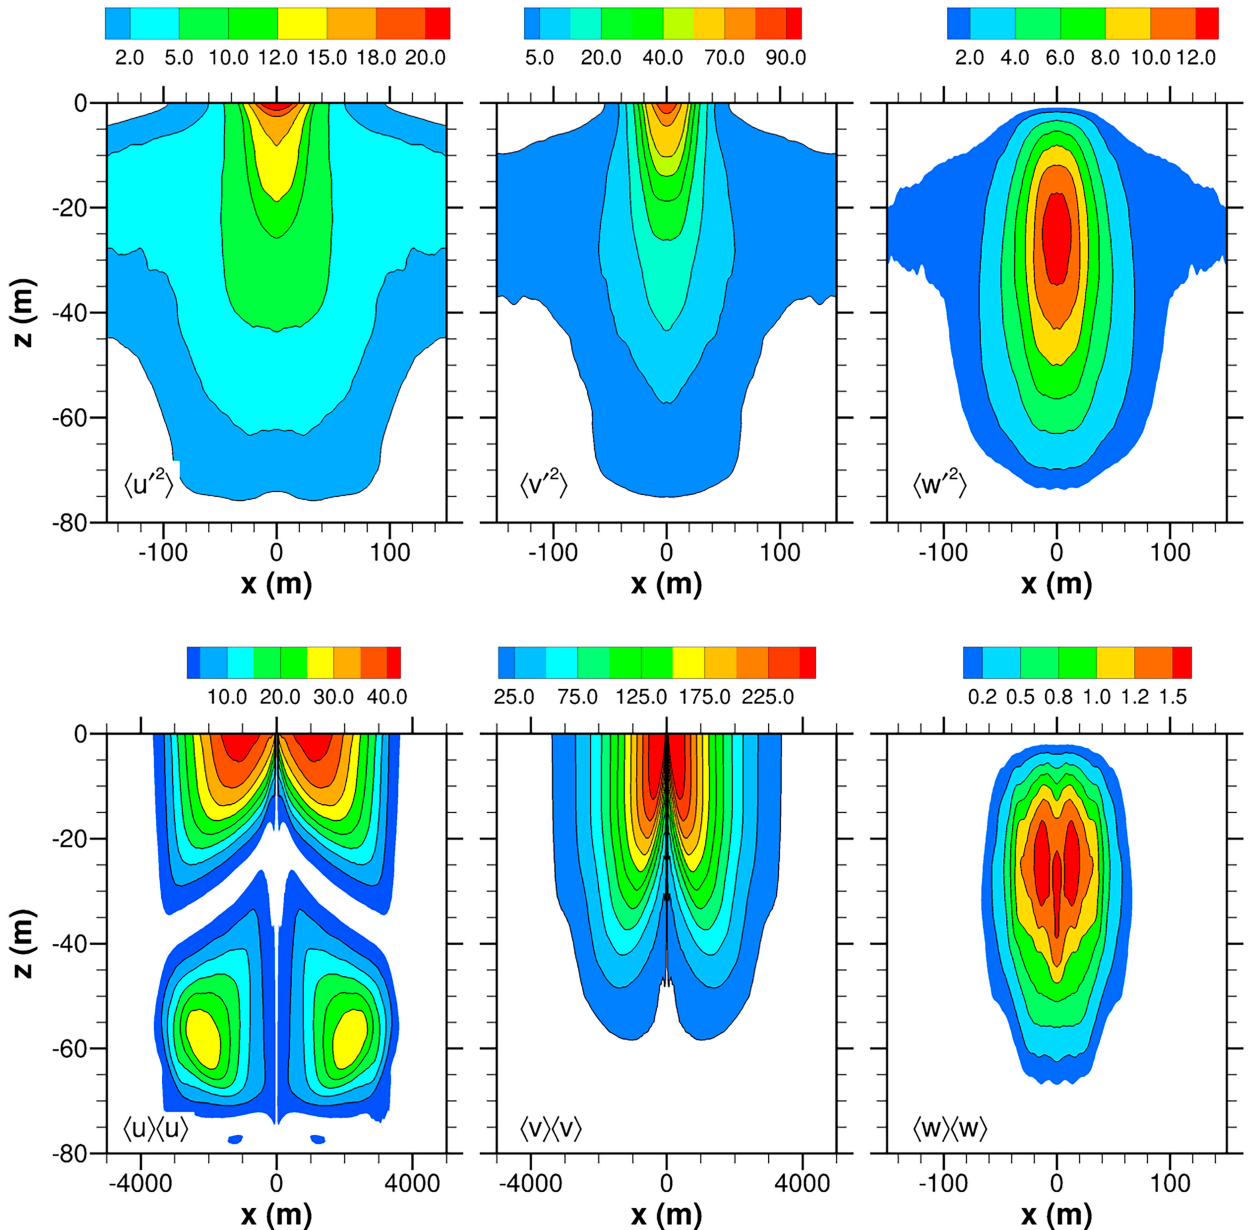 2.0 5.0 10.0 12.0 15.0 18.0 20.0
5.0 20.0 40.0 70.0 90.0
2.0 4.0 6.0 8.0 10.0 12.0
0
-20
-40
-60
-80
z (m)
⟨u′²⟩
⟨v′²⟩
⟨w′²⟩
-100 0 100
-100 0 100
-100 0 100
x (m)
x (m)
x (m)
10.0 20.0 30.0 40.0
25.0 75.0 125.0 175.0 225.0
0.2 0.5 0.8 1.0 1.2 1.5
0
-20
-40
-60
-80
z (m)
⟨u⟩⟨u⟩
⟨v⟩⟨v⟩
⟨w⟩⟨w⟩
-4000 0 4000
-4000 0 4000
-100 0 100
x (m)
x (m)
x (m)